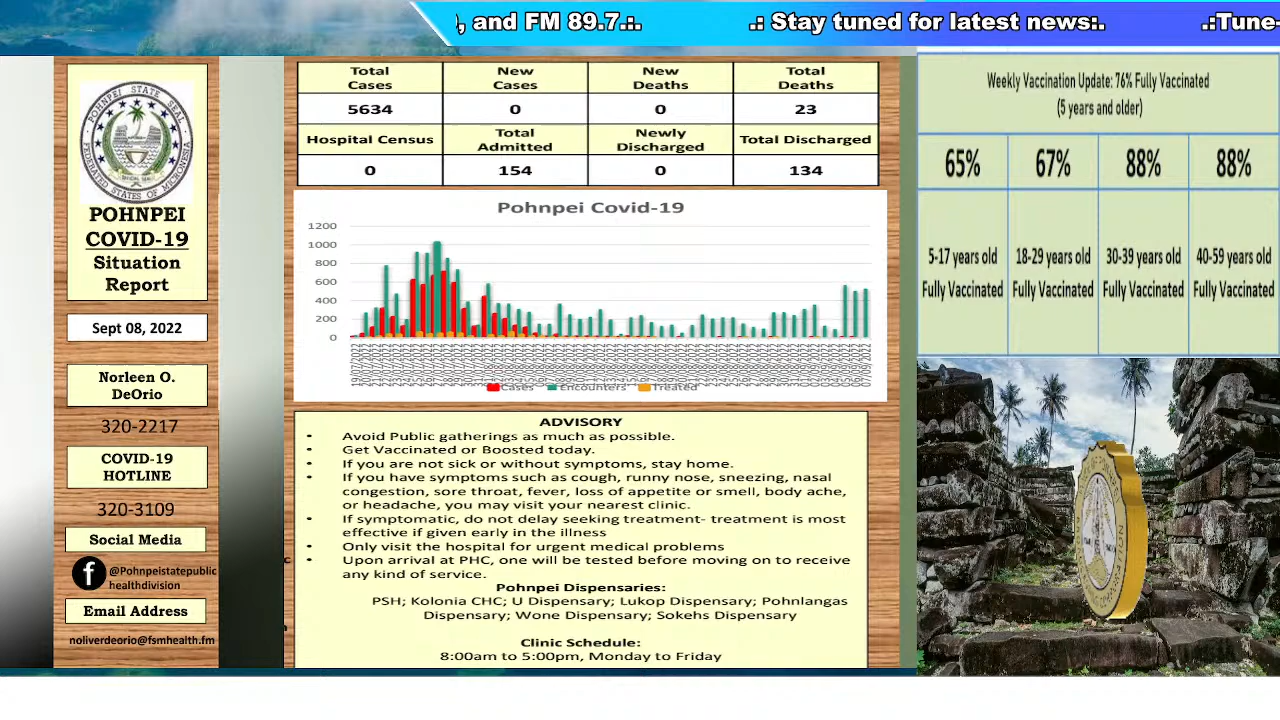 , and FM 89.7.:.
.: Stay tuned for latest news:.
.:Tune-
POHNPEI STATE SEAL
FEDERATED STATES OF MICRONESIA
POHNPEI
COVID-19
Situation
Report
Sept 08, 2022
Norleen O.
DeOrio
320-2217
COVID-19
HOTLINE
320-3109
Social Media
@Pohnpeistatepublic
healthdivision
Email Address
noliverdeorio@fsmhealth.fm
Total Cases
New Cases
New Deaths
Total Deaths
5634
0
0
23
Hospital Census
Total Admitted
Newly Discharged
Total Discharged
0
154
0
134
Pohnpei Covid-19
1200
1000
800
600
400
200
0
Cases
Encounters
Treated
ADVISORY
• Avoid Public gatherings as much as possible.
• Get Vaccinated or Boosted today.
• If you are not sick or without symptoms, stay home.
• If you have symptoms such as cough, runny nose, sneezing, nasal
congestion, sore throat, fever, loss of appetite or smell, body ache,
or headache, you may visit your nearest clinic.
• If symptomatic, do not delay seeking treatment- treatment is most
effective if given early in the illness
• Only visit the hospital for urgent medical problems
• Upon arrival at PHC, one will be tested before moving on to receive
any kind of service.
Pohnpei Dispensaries:
PSH; Kolonia CHC; U Dispensary; Lukop Dispensary; Pohnlangas
Dispensary; Wone Dispensary; Sokehs Dispensary
Clinic Schedule:
8:00am to 5:00pm, Monday to Friday
Weekly Vaccination Update: 76% Fully Vaccinated
(5 years and older)
65%
67%
88%
88%
5-17 years old
Fully Vaccinated
18-29 years old
Fully Vaccinated
30-39 years old
Fully Vaccinated
40-59 years old
Fully Vaccinated